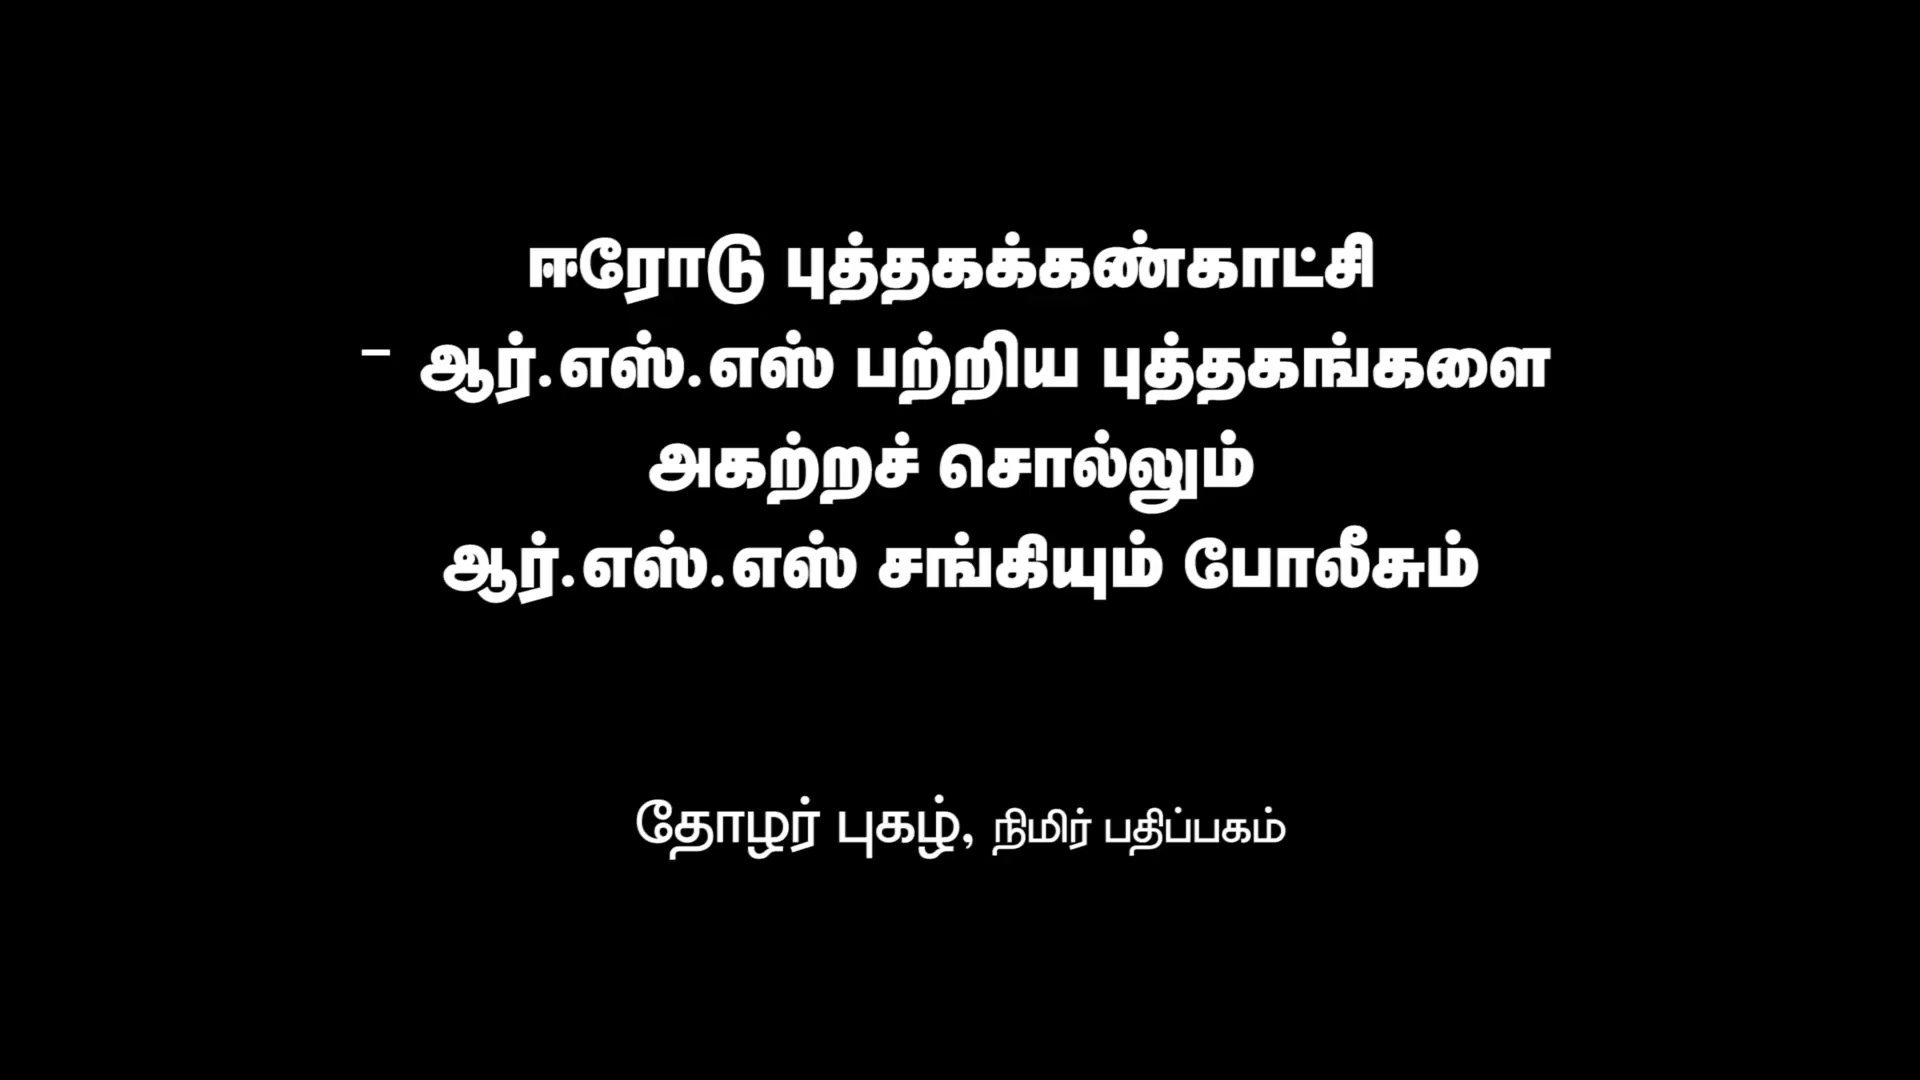 ஈரோடு புத்தகக்கண்காட்சி
- ஆர்.எஸ்.எஸ் பற்றிய புத்தகங்களை
அகற்றச் சொல்லும்
ஆர்.எஸ்.எஸ் சங்கியும் போலீசும்
தோழர் புகழ், நிமிர் பதிப்பகம்